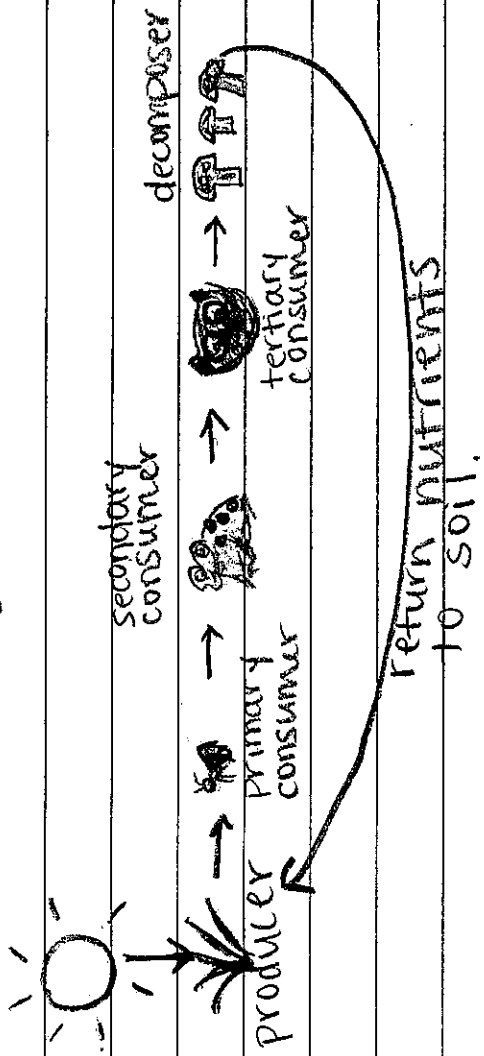 producer
primary
consumer
secondary
consumer
tertiary
consumer
decomposer
return nutrients
to soil.